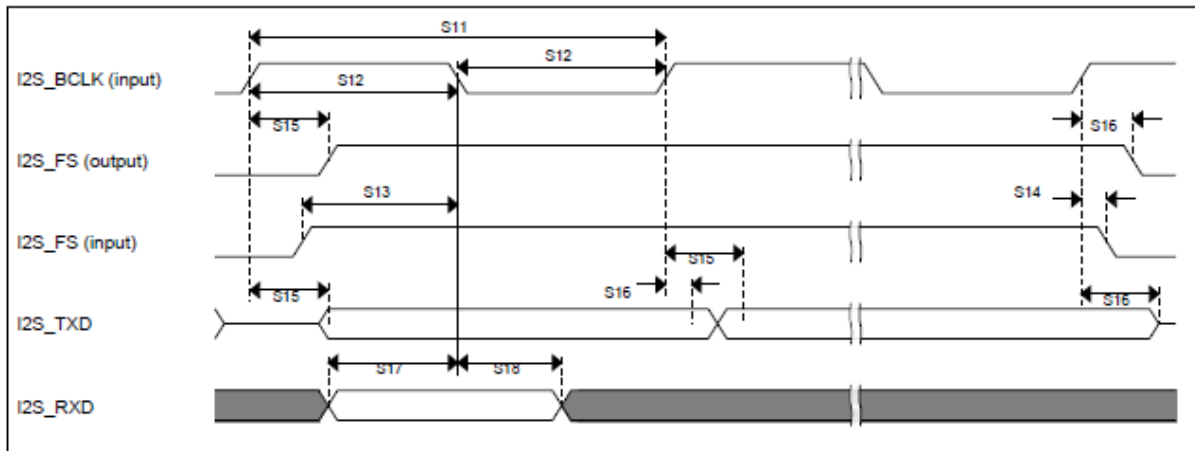 S11
S12
I2S_BCLK (input)
S12
S15
S16
I2S_FS (output)
S13
S14
I2S_FS (input)
S15
S15
S16
S16
I2S_TXD
S17
S18
I2S_RXD